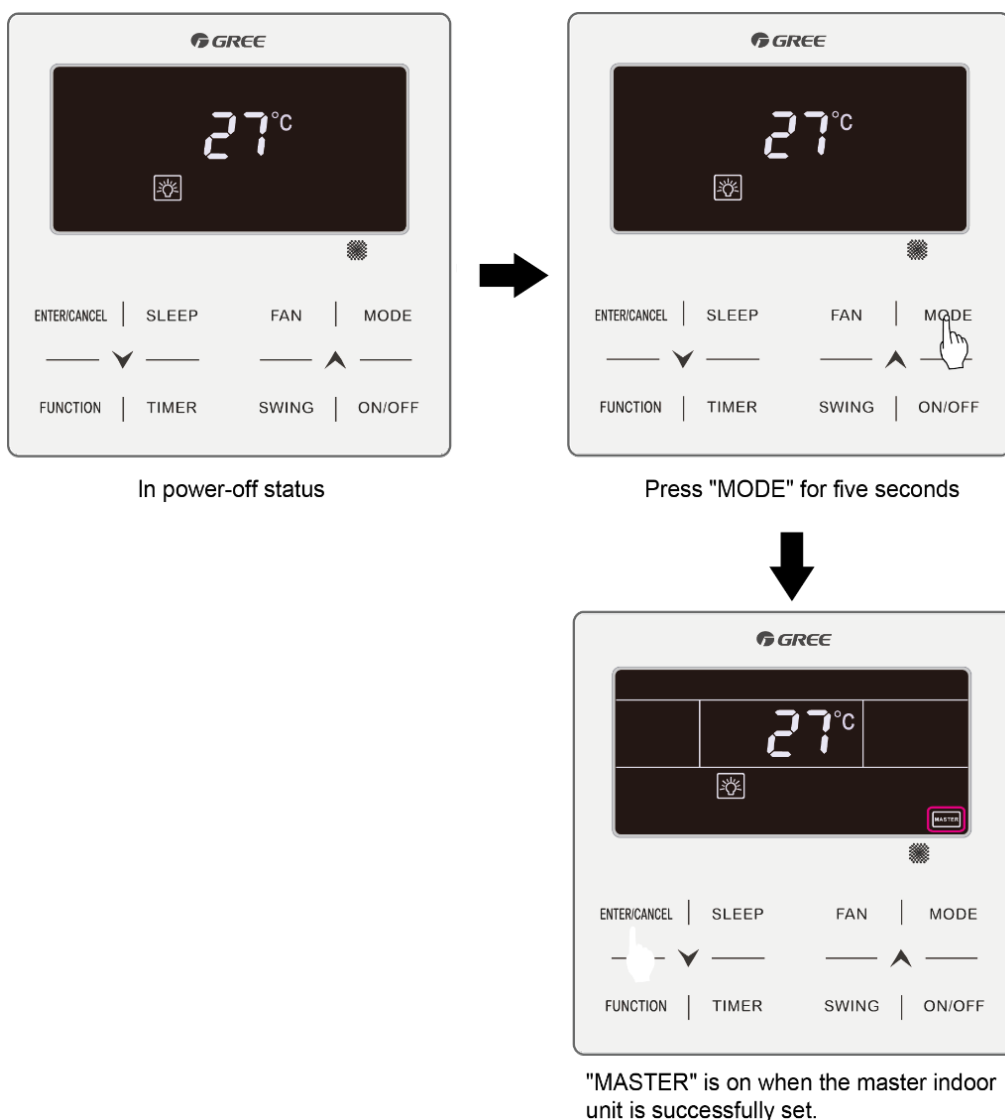 GREE
27°C
ENTER/CANCEL | SLEEP FAN | MODE
FUNCTION | TIMER SWING | ON/OFF
In power-off status
GREE
27°C
ENTER/CANCEL | SLEEP FAN | MODE
FUNCTION | TIMER SWING | ON/OFF
Press "MODE" for five seconds
GREE
27°C
MASTER
ENTER/CANCEL | SLEEP FAN | MODE
FUNCTION | TIMER SWING | ON/OFF
"MASTER" is on when the master indoor
unit is successfully set.